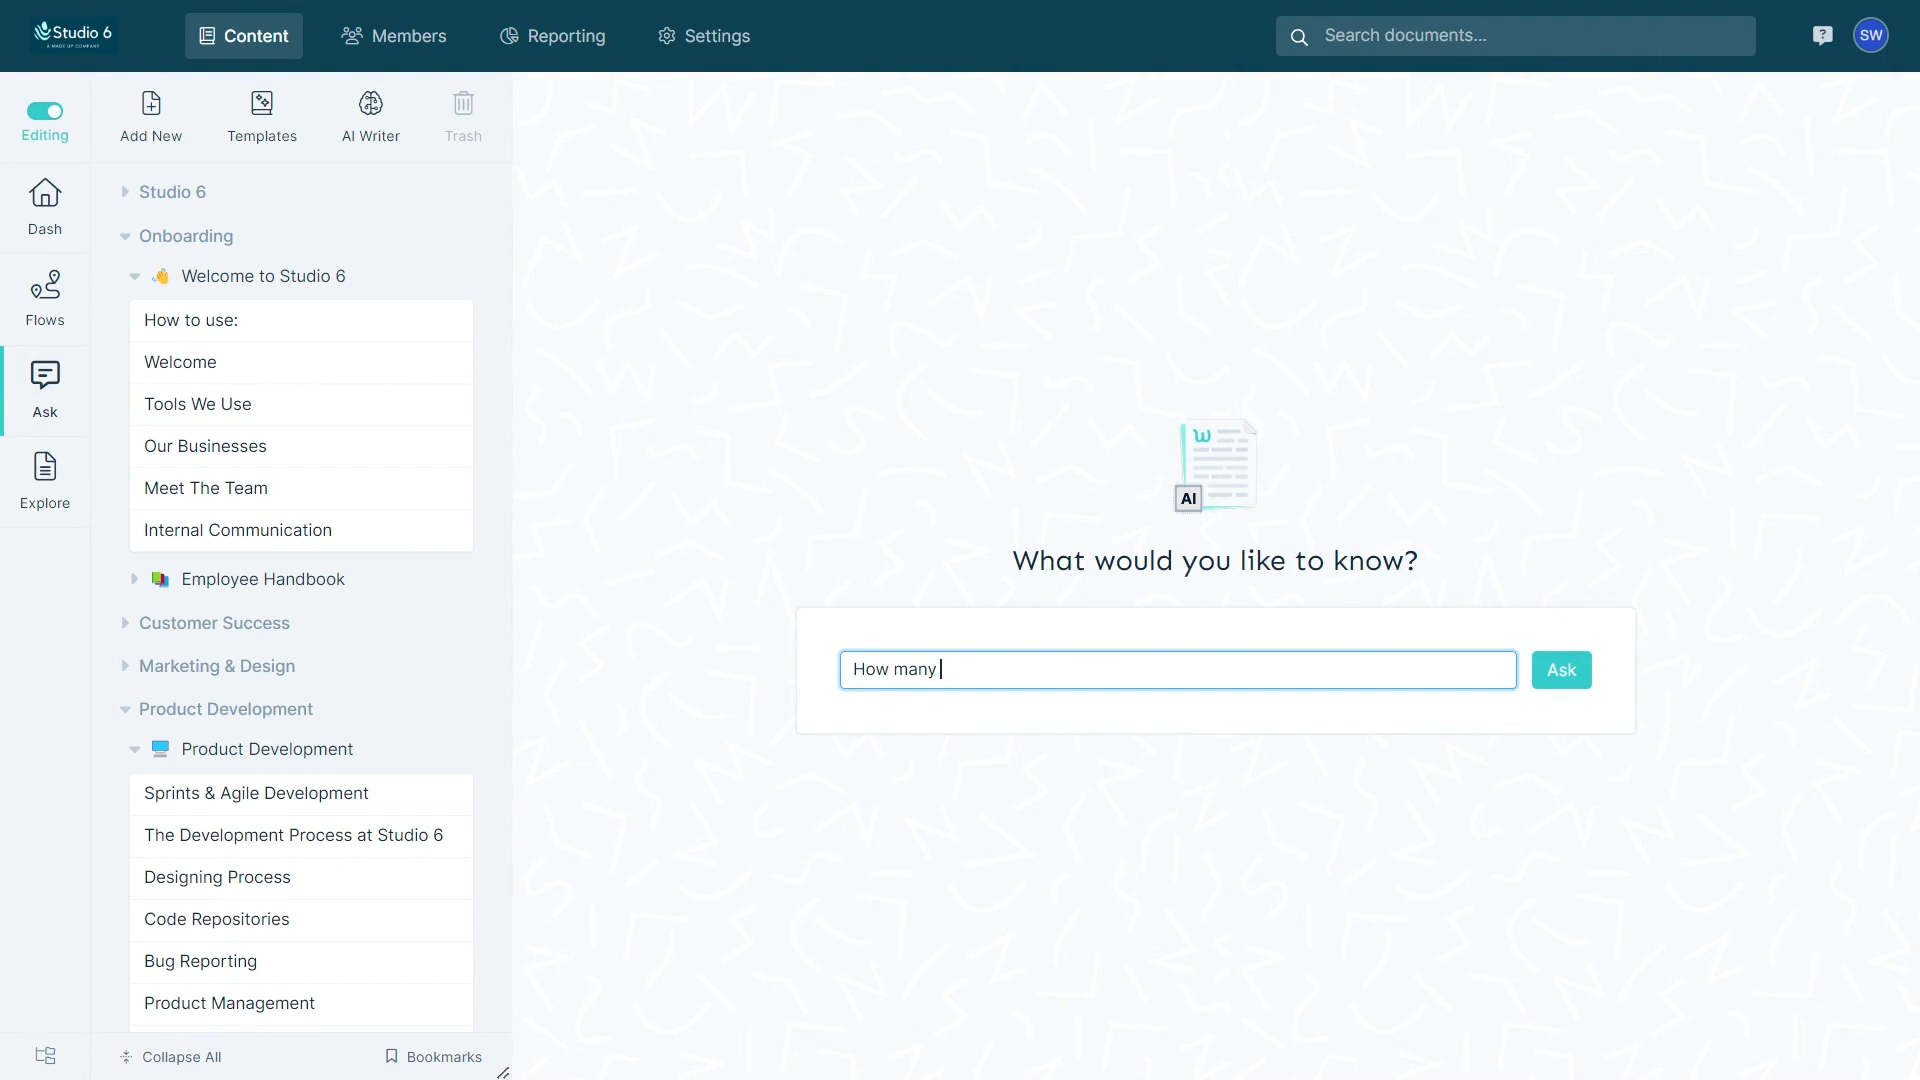 Studio 6
A MADE UP COMPANY
Content
Members
Reporting
Settings
Search documents...
?
SW
Editing
Add New
Templates
AI Writer
Trash
Dash
Flows
Ask
Explore
Studio 6
Onboarding
Welcome to Studio 6
How to use:
Welcome
Tools We Use
Our Businesses
Meet The Team
Internal Communication
Employee Handbook
Customer Success
Marketing & Design
Product Development
Product Development
Sprints & Agile Development
The Development Process at Studio 6
Designing Process
Code Repositories
Bug Reporting
Product Management
Collapse All
Bookmarks
w
AI
What would you like to know?
How many
Ask